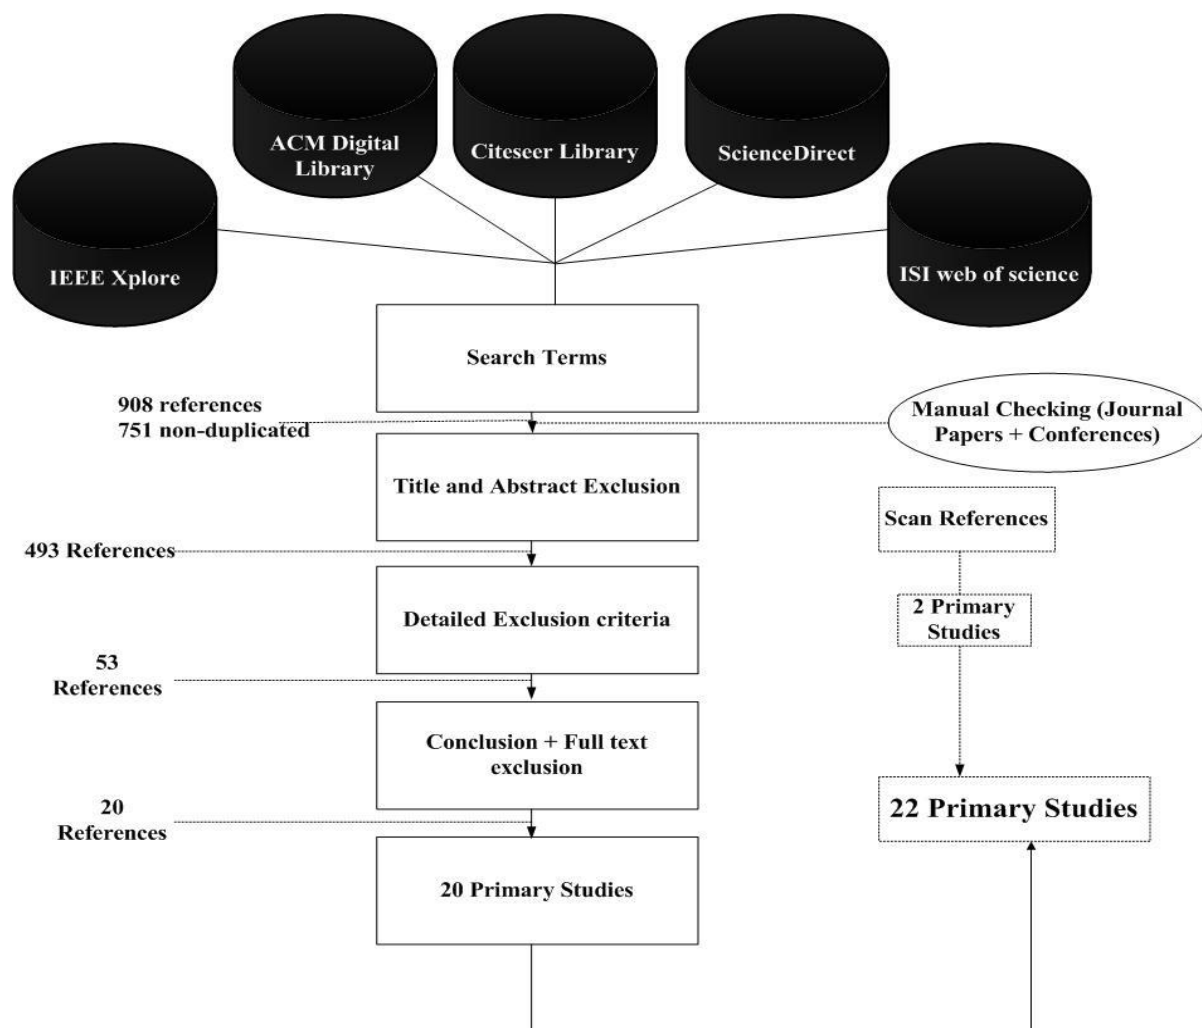 ACM Digital
Library
Citeseer Library
ScienceDirect
IEEE Xplore
ISI web of science
Search Terms
908 references
751 non-duplicated
Manual Checking (Journal
Papers + Conferences)
Title and Abstract Exclusion
Scan References
493 References
Detailed Exclusion criteria
2 Primary
Studies
53
References
Conclusion + Full text
exclusion
20
References
22 Primary Studies
20 Primary Studies